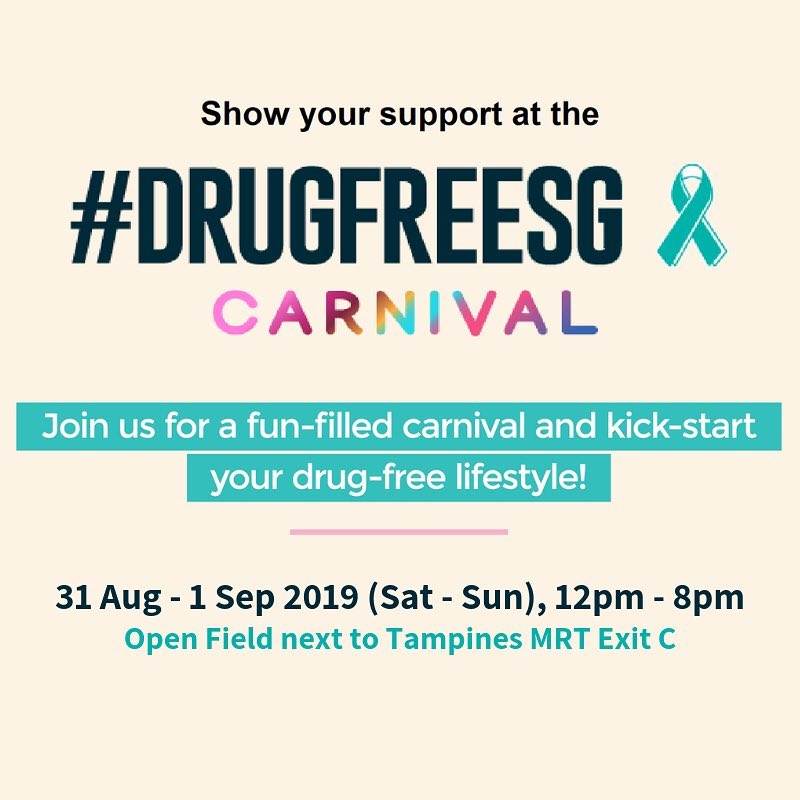 Show your support at the
#DRUGFREESG
CARNIVAL
Join us for a fun-filled carnival and kick-start
your drug-free lifestyle!
31 Aug - 1 Sep 2019 (Sat - Sun), 12pm - 8pm
Open Field next to Tampines MRT Exit C